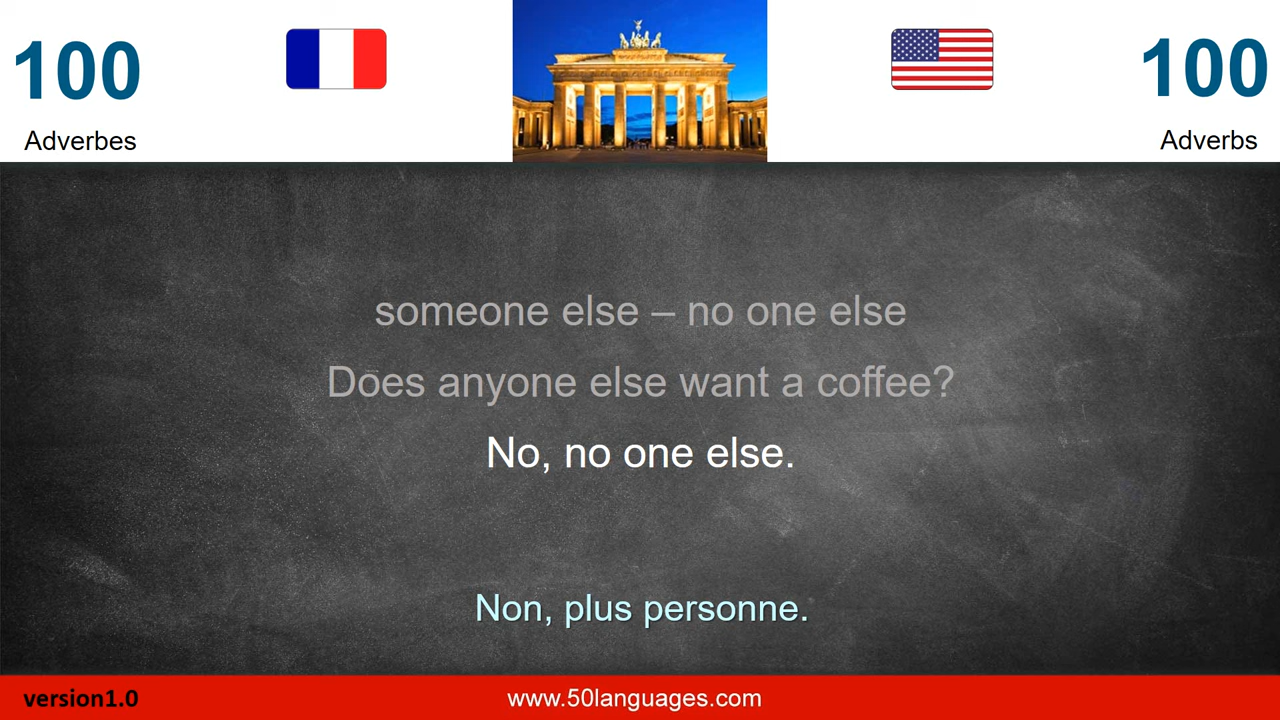 100
100
Adverbes
Adverbs
someone else – no one else
Does anyone else want a coffee?
No, no one else.
Non, plus personne.
version1.0
www.50languages.com